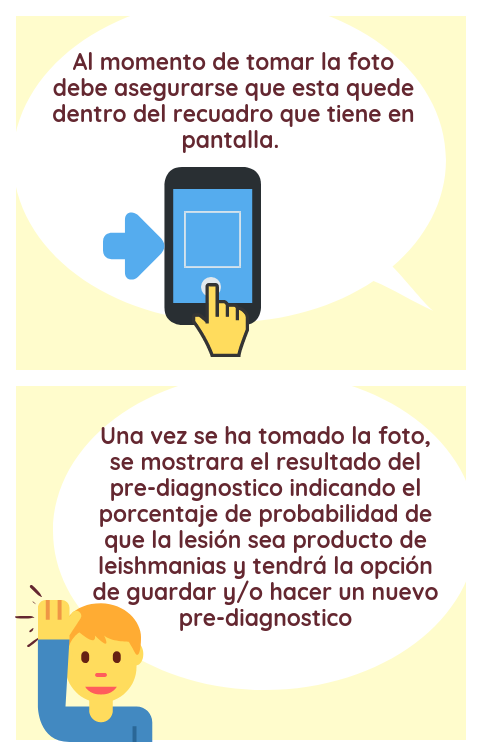 Al momento de tomar la foto
debe asegurarse que esta quede
dentro del recuadro que tiene en
pantalla.
Una vez se ha tomado la foto,
se mostrara el resultado del
pre-diagnostico indicando el
porcentaje de probabilidad de
que la lesión sea producto de
leishmanias y tendrá la opción
de guardar y/o hacer un nuevo
pre-diagnostico